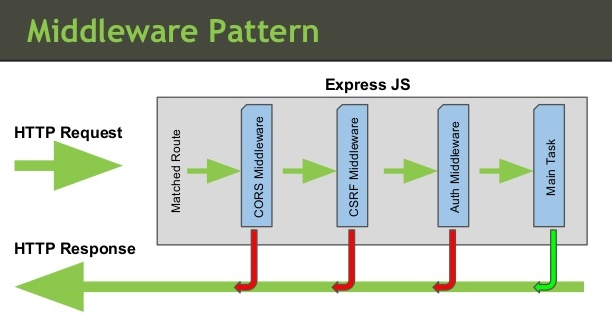 Middleware Pattern
Express JS
HTTP Request
Matched Route
CORS Middleware
CSRF Middleware
Auth Middleware
Main Task
HTTP Response